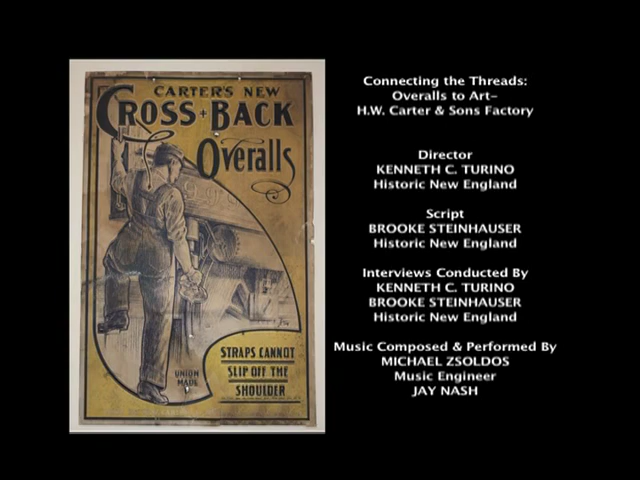 CARTER'S NEW
CROSS + BACK
Overalls
UNION
MADE
STRAPS CANNOT
SLIP OFF THE
SHOULDER
Connecting the Threads:
Overalls to Art–
H.W. Carter & Sons Factory
Director
KENNETH C. TURINO
Historic New England
Script
BROOKE STEINHAUSER
Historic New England
Interviews Conducted By
KENNETH C. TURINO
BROOKE STEINHAUSER
Historic New England
Music Composed & Performed By
MICHAEL ZSOLDOS
Music Engineer
JAY NASH